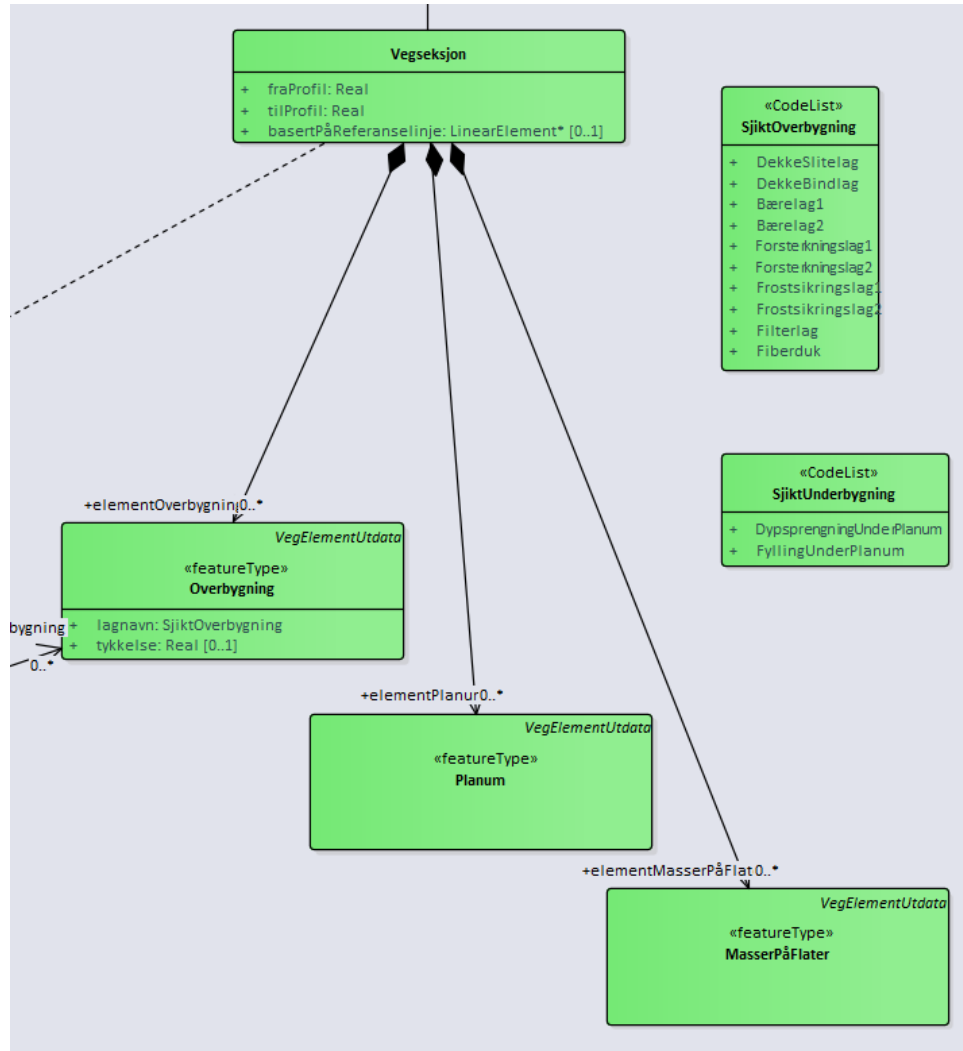 Vegseksjon
+ fraProfil: Real
+ tilProfil: Real
+ basertPåReferanselinje: LinearElement* [0..1]
«CodeList»
SjiktOverbygning
+ DekkeSlitelag
+ DekkeBindlag
+ Bærelag1
+ Bærelag2
+ Forsterkningslag1
+ Forsterkningslag2
+ Frostsikringslag1
+ Frostsikringslag2
+ Filterlag
+ Fiberduk
«CodeList»
SjiktUnderbygning
+ DypsprengningUnderPlanum
+ FyllingUnderPlanum
+elementOverbygning 0..*
VegElementUtdata
«featureType»
Overbygning
+ lagnavn: SjiktOverbygning
+ tykkelse: Real [0..1]
bygning
0..*
+elementPlanur 0..*
VegElementUtdata
«featureType»
Planum
+elementMasserPåFlat 0..*
VegElementUtdata
«featureType»
MasserPåFlater